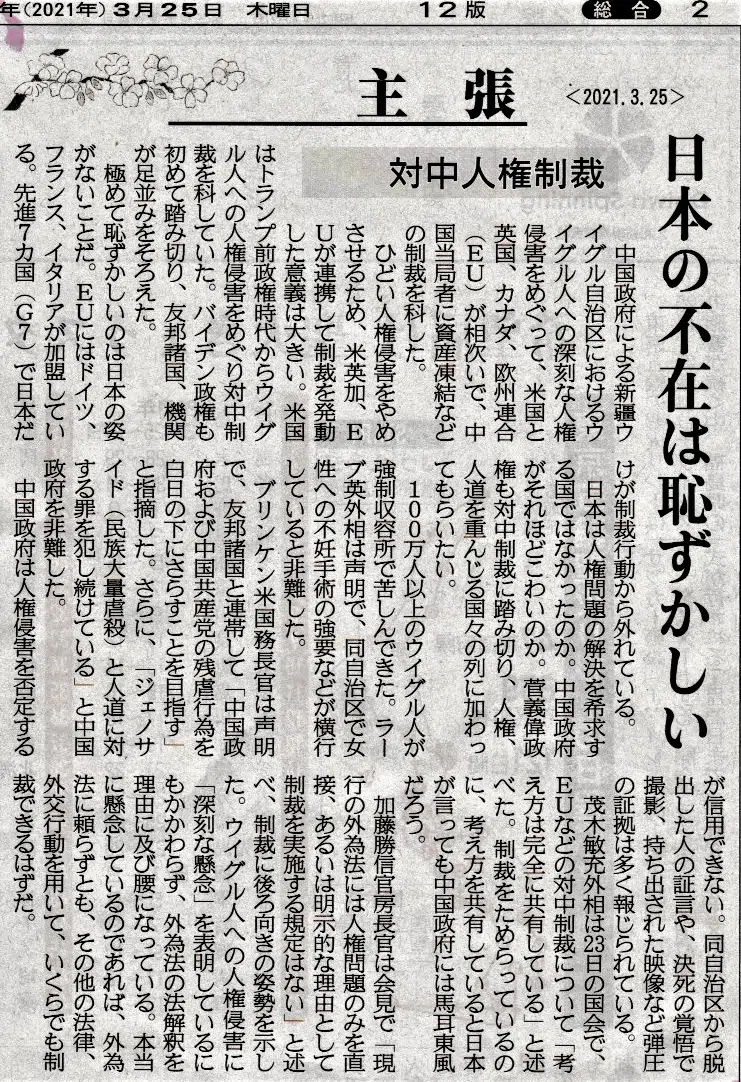 年(2021年)3月25日 木曜日 12版 総合 2
主張
<2021.3.25>
日本の不在は恥ずかしい
対中人権制裁
中国政府による新疆ウ
イグル自治区におけるウ
イグル人への深刻な人権
侵害をめぐって、米国と
英国、カナダ、欧州連合
(EU)が相次いで、中
国当局者に資産凍結など
の制裁を科した。
ひどい人権侵害をやめ
させるため、米英加、E
Uが連携して制裁を発動
した意義は大きい。米国
はトランプ前政権時代からウイグ
ル人への人権侵害をめぐり対中制
裁を科していた。バイデン政権も
初めて踏み切り、友邦諸国、機関
が足並みをそろえた。
極めて恥ずかしいのは日本の姿
がないことだ。EUにはドイツ、
フランス、イタリアが加盟してい
る。先進7カ国(G7)で日本だ
けが制裁行動から外れている。
日本は人権問題の解決を希求す
る国ではなかったのか。中国政府
がそれほどこわいのか。菅義偉政
権も対中制裁に踏み切り、人権、
人道を重んじる国々の列に加わっ
てもらいたい。
100万人以上のウイグル人が
強制収容所で苦しんできた。ラー
ブ英外相は声明で、同自治区で女
性への不妊手術の強要などが横行
していると非難した。
ブリンケン米国務長官は声明
で、友邦諸国と連帯して「中国政
府および中国共産党の残虐行為を
白日の下にさらすことを目指す」
と指摘した。さらに、「ジェノサ
イド(民族大量虐殺)と人道に対
する罪を犯し続けている」と中国
政府を非難した。
中国政府は人権侵害を否定する
が信用できない。同自治区から脱
出した人の証言や、決死の覚悟で
撮影、持ち出された映像など弾圧
の証拠は多く報じられている。
茂木敏充外相は23日の国会で、
EUなどの対中制裁について「考
え方は完全に共有している」と述
べた。制裁をためらっているの
に、考え方を共有していると日本
が言っても中国政府には馬耳東風
だろう。
加藤勝信官房長官は会見で「現
行の外為法には人権問題のみを直
接、あるいは明示的な理由として
制裁を実施する規定はない」と述
べ、制裁に後ろ向きの姿勢を示し
た。ウイグル人への人権侵害に
「深刻な懸念」を表明しているに
もかかわらず、外為法の法解釈を
理由に及び腰になっている。本当
に懸念しているのであれば、外為
法に頼らずとも、その他の法律、
外交行動を用いて、いくらでも制
裁できるはずだ。